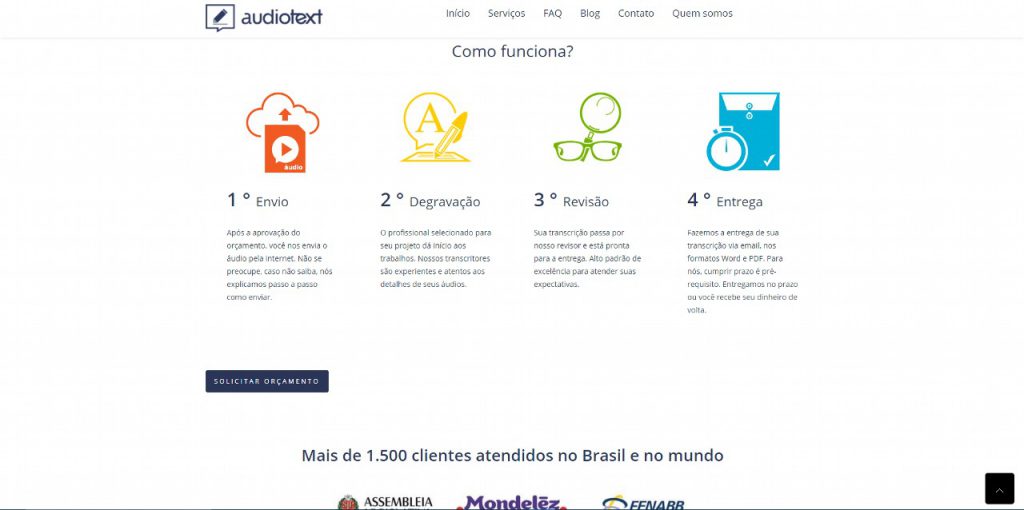 audiotext
Início Serviços FAQ Blog Contato Quem somos
Como funciona?
A
áudio
1 º Envio
Após a aprovação do
orçamento, você nos envia o
áudio pela internet. Não se
preocupe, caso não saiba, nós
explicamos passo a passo
como enviar.
2 º Degravação
O profissional selecionado para
seu projeto dá início aos
trabalhos. Nossos transcritores
são experientes e atentos aos
detalhes de seus áudios.
3 º Revisão
Sua transcrição passa por
nosso revisor e está pronta
para a entrega. Alto padrão de
excelência para atender suas
expectativas.
4 º Entrega
Fazemos a entrega de sua
transcrição via email, nos
formatos Word e PDF. Para
nós, cumprir prazo é pré-
requisito. Entregamos no prazo
ou você recebe seu dinheiro de
volta.
SOLICITAR ORÇAMENTO
Mais de 1.500 clientes atendidos no Brasil e no mundo
ASSEMBLEIA Mondelēz FENABB